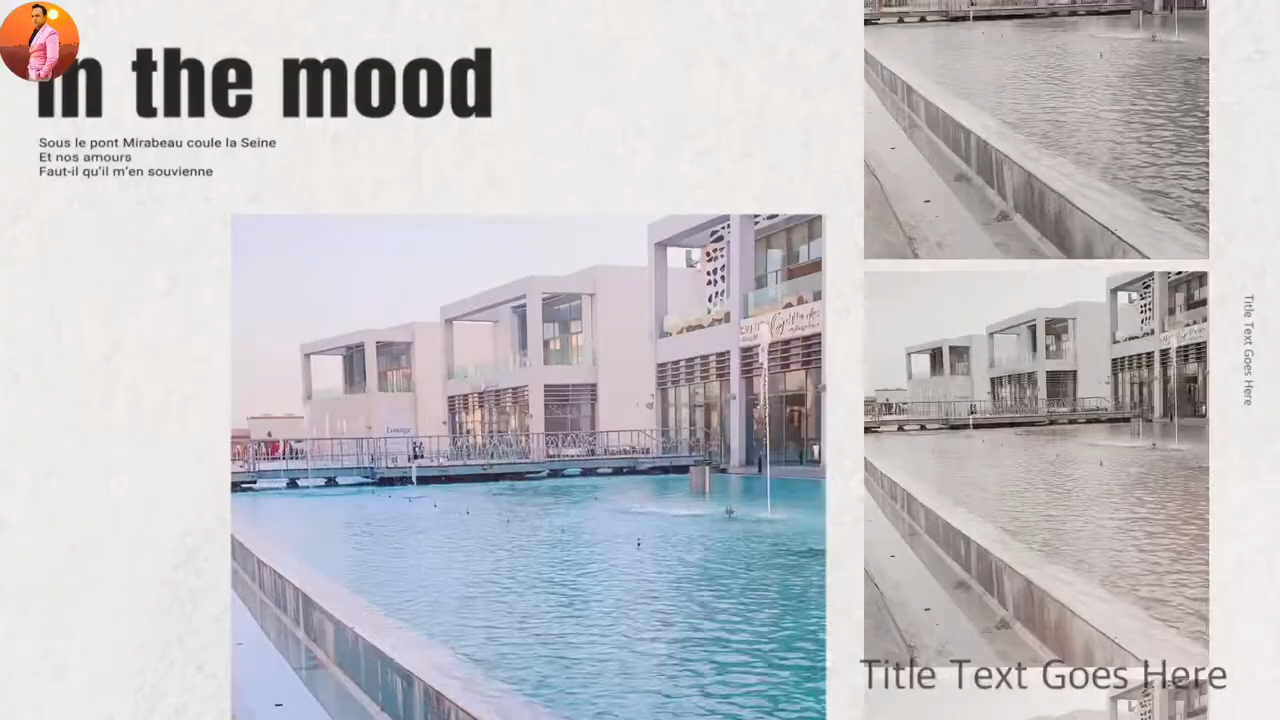 in the mood
Sous le pont Mirabeau coule la Seine
Et nos amours
Faut-il qu'il m'en souvienne
Lounge
Title Text Goes Here
Title Text Goes Here